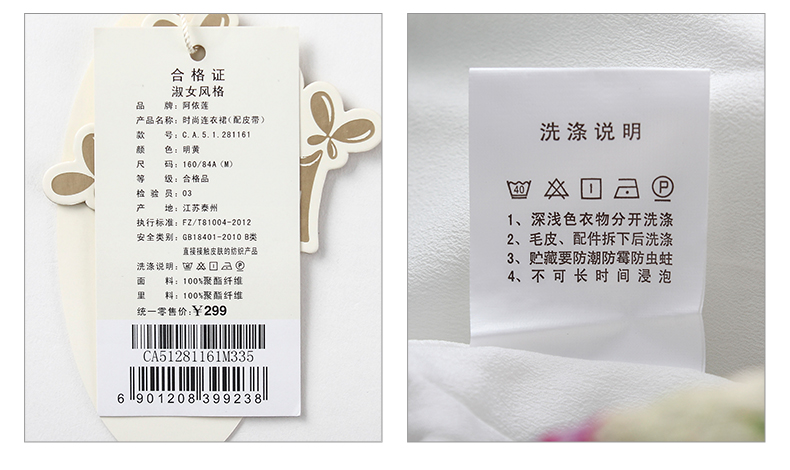 合格证
淑女风格
品 牌: 阿依莲
产品名称: 时尚连衣裙(配皮带)
款 号: C.A.5.1.281161
颜 色: 明黄
尺 码: 160/84A(M)
等 级: 合格品
检 验 员: 03
产 地: 江苏泰州
执行标准: FZ/T81004-2012
安全类别: GB18401-2010 B类
直接接触皮肤的纺织产品
洗涤说明:
面 料: 100%聚酯纤维
里 料: 100%聚酯纤维
统一零售价: ¥299
CA51281161M335
6 901208 399238
洗涤说明
40 P
1、深浅色衣物分开洗涤
2、毛皮、配件拆下后洗涤
3、贮藏要防潮防霉防虫蛀
4、不可长时间浸泡